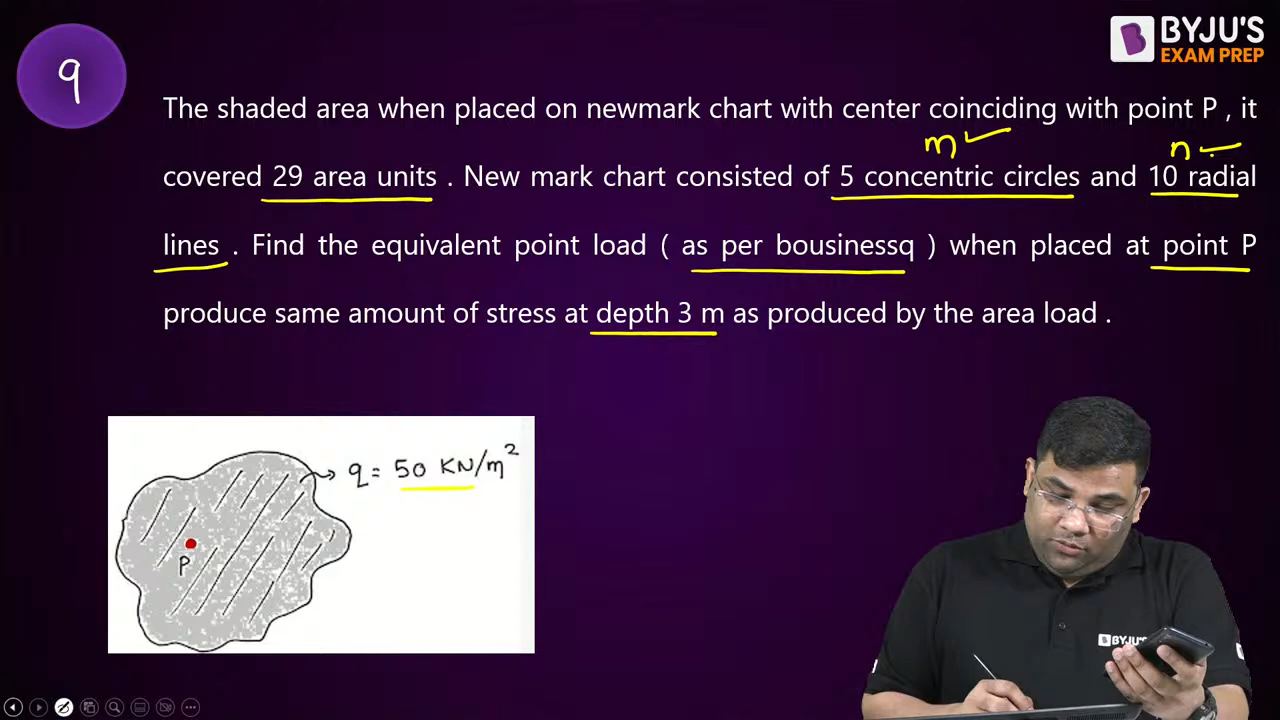 9
BYJU'S
EXAM PREP
The shaded area when placed on newmark chart with center coinciding with point P , it
m
n
covered 29 area units . New mark chart consisted of 5 concentric circles and 10 radial
lines . Find the equivalent point load ( as per bousinessq ) when placed at point P
produce same amount of stress at depth 3 m as produced by the area load .
q = 50 KN/m²
P
BYJU'S